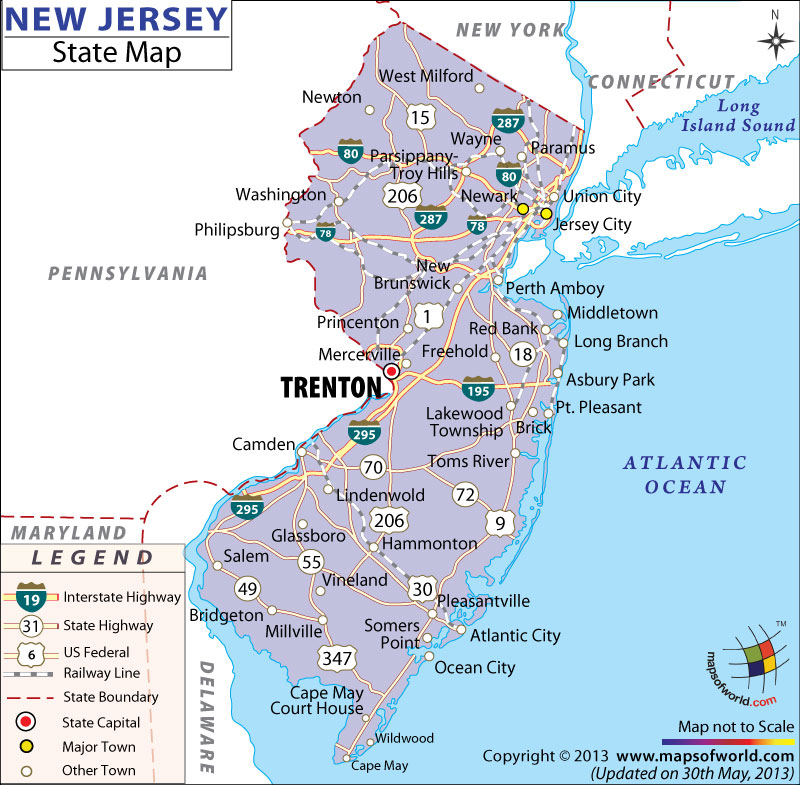 NEW JERSEY
State Map
NEW YORK
N
CONNECTICUT
West Milford
Newton
Long
Island Sound
15
287
Wayne
Paramus
80
Parsippany-
Troy Hills
80
Washington
206
Newark
Union City
287
78
Philipsburg
78
Jersey City
PENNSYLVANIA
New
Brunswick
Perth Amboy
Middletown
Princenton
1
Red Bank
Long Branch
Mercerville
Freehold
18
TRENTON
195
Asbury Park
Lakewood
Township
Pt. Pleasant
Brick
295
Camden
70
Toms River
ATLANTIC
OCEAN
Lindenwold
72
295
206
9
MARYLAND
Glassboro
Hammonton
LEGEND
Salem
55
19
Interstate Highway
49
Vineland
30
Pleasantville
31
State Highway
Bridgeton
Millville
Somers
Point
Atlantic City
6
US Federal
347
Ocean City
Railway Line
DELAWARE
State Boundary
Cape May
Court House
State Capital
Major Town
Wildwood
Other Town
Cape May
TM
mapsofworld.com
Map not to Scale
Copyright © 2013 www.mapsofworld.com
(Updated on 30th May, 2013)